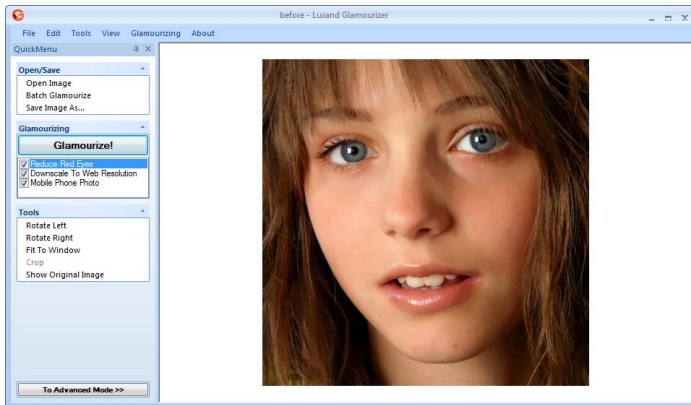 before - Luxand Glamourizer
File Edit Tools View Glamourizing About
QuickMenu
Open/Save
Open Image
Batch Glamourize
Save Image As...
Glamourizing
Glamourize!
Reduce Red Eyes
Downscale To Web Resolution
Mobile Phone Photo
Tools
Rotate Left
Rotate Right
Fit To Window
Crop
Show Original Image
To Advanced Mode >>